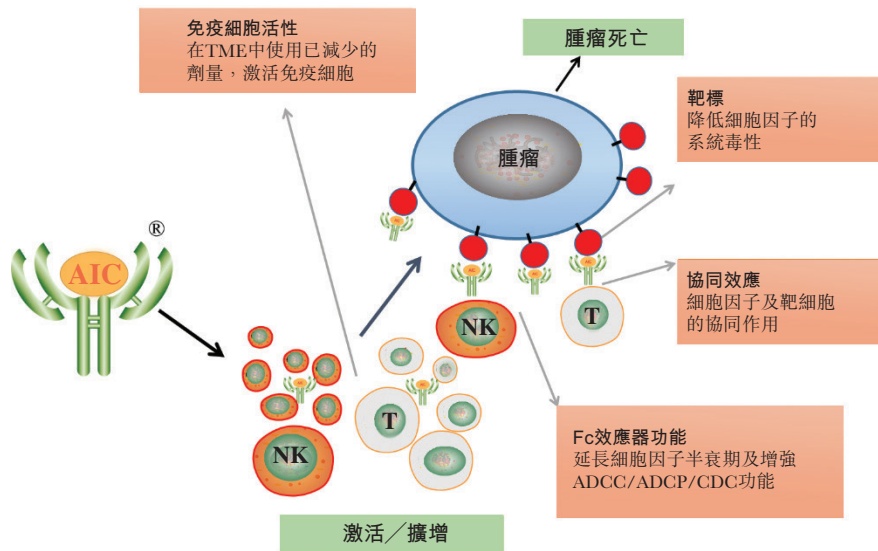 免疫細胞活性
在TME中使用已減少的
劑量，激活免疫細胞
腫瘤死亡
靶標
降低細胞因子的
系統毒性
腫瘤
®
AIC
協同效應
細胞因子及靶細胞
的協同作用
T
NK
T
NK
Fc效應器功能
延長細胞因子半衰期及增強
ADCC/ADCP/CDC功能
激活／擴增